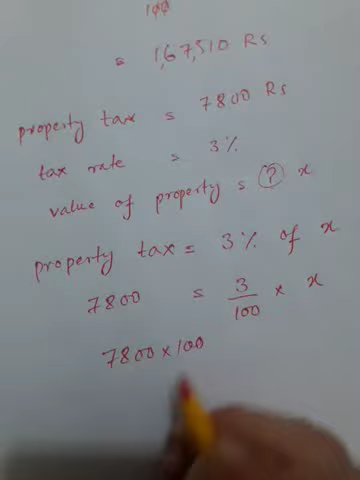 100
= 1,67,510 Rs
property tax = 7800 Rs
tax rate = 3%
value of property = ? x
property tax = 3% of x
7800 = 3/100 × x
7800 × 100